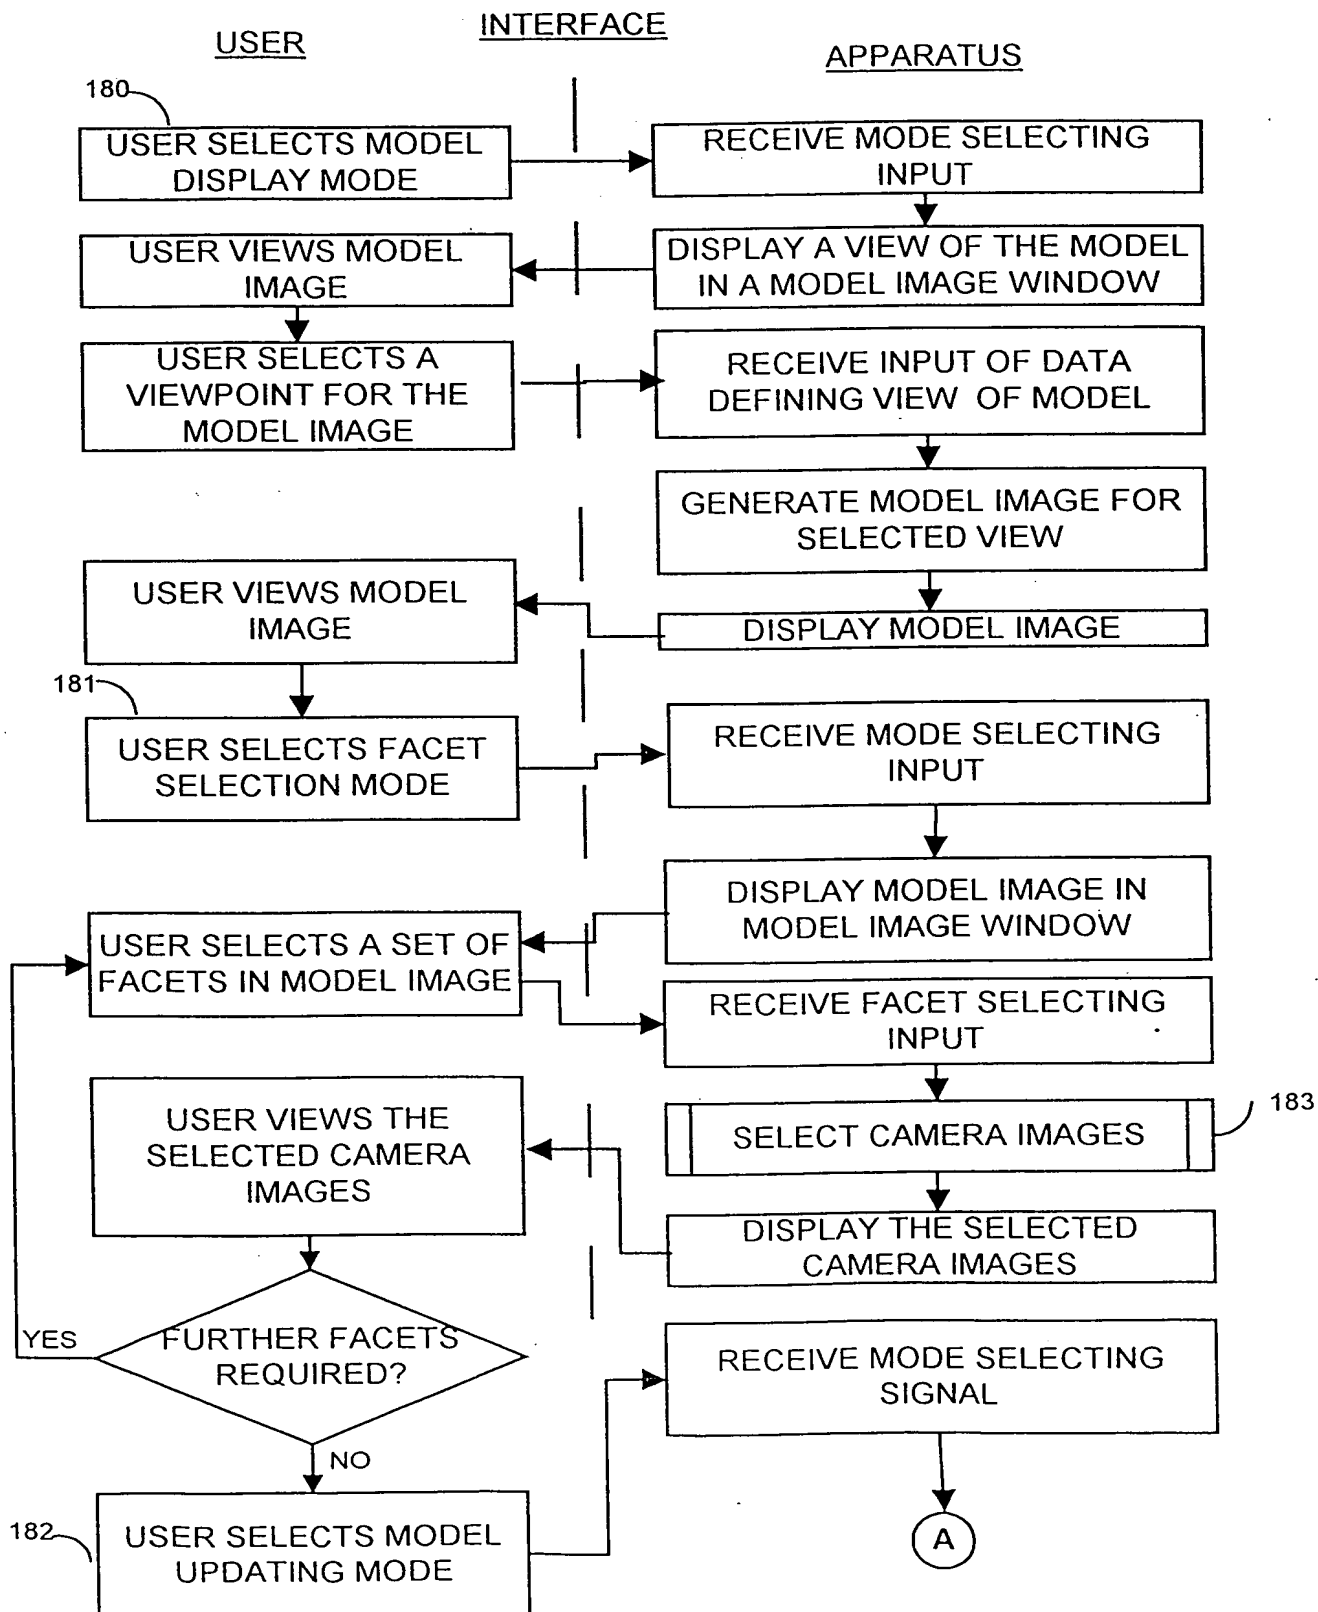 USER
INTERFACE
APPARATUS
180
USER SELECTS MODEL
DISPLAY MODE
RECEIVE MODE SELECTING
INPUT
USER VIEWS MODEL
IMAGE
DISPLAY A VIEW OF THE MODEL
IN A MODEL IMAGE WINDOW
USER SELECTS A
VIEWPOINT FOR THE
MODEL IMAGE
RECEIVE INPUT OF DATA
DEFINING VIEW OF MODEL
GENERATE MODEL IMAGE FOR
SELECTED VIEW
USER VIEWS MODEL
IMAGE
DISPLAY MODEL IMAGE
181
USER SELECTS FACET
SELECTION MODE
RECEIVE MODE SELECTING
INPUT
DISPLAY MODEL IMAGE IN
MODEL IMAGE WINDOW
USER SELECTS A SET OF
FACETS IN MODEL IMAGE
RECEIVE FACET SELECTING
INPUT
183
SELECT CAMERA IMAGES
USER VIEWS THE
SELECTED CAMERA
IMAGES
DISPLAY THE SELECTED
CAMERA IMAGES
YES
FURTHER FACETS
REQUIRED?
RECEIVE MODE SELECTING
SIGNAL
NO
182
USER SELECTS MODEL
UPDATING MODE
A